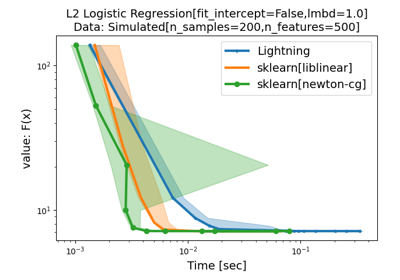 L2 Logistic Regression[fit_intercept=False,lmbd=1.0]
Data: Simulated[n_samples=200,n_features=500]
Lightning
sklearn[liblinear]
sklearn[newton-cg]
value: F(x)
10²
10¹
10⁻³
10⁻²
10⁻¹
Time [sec]